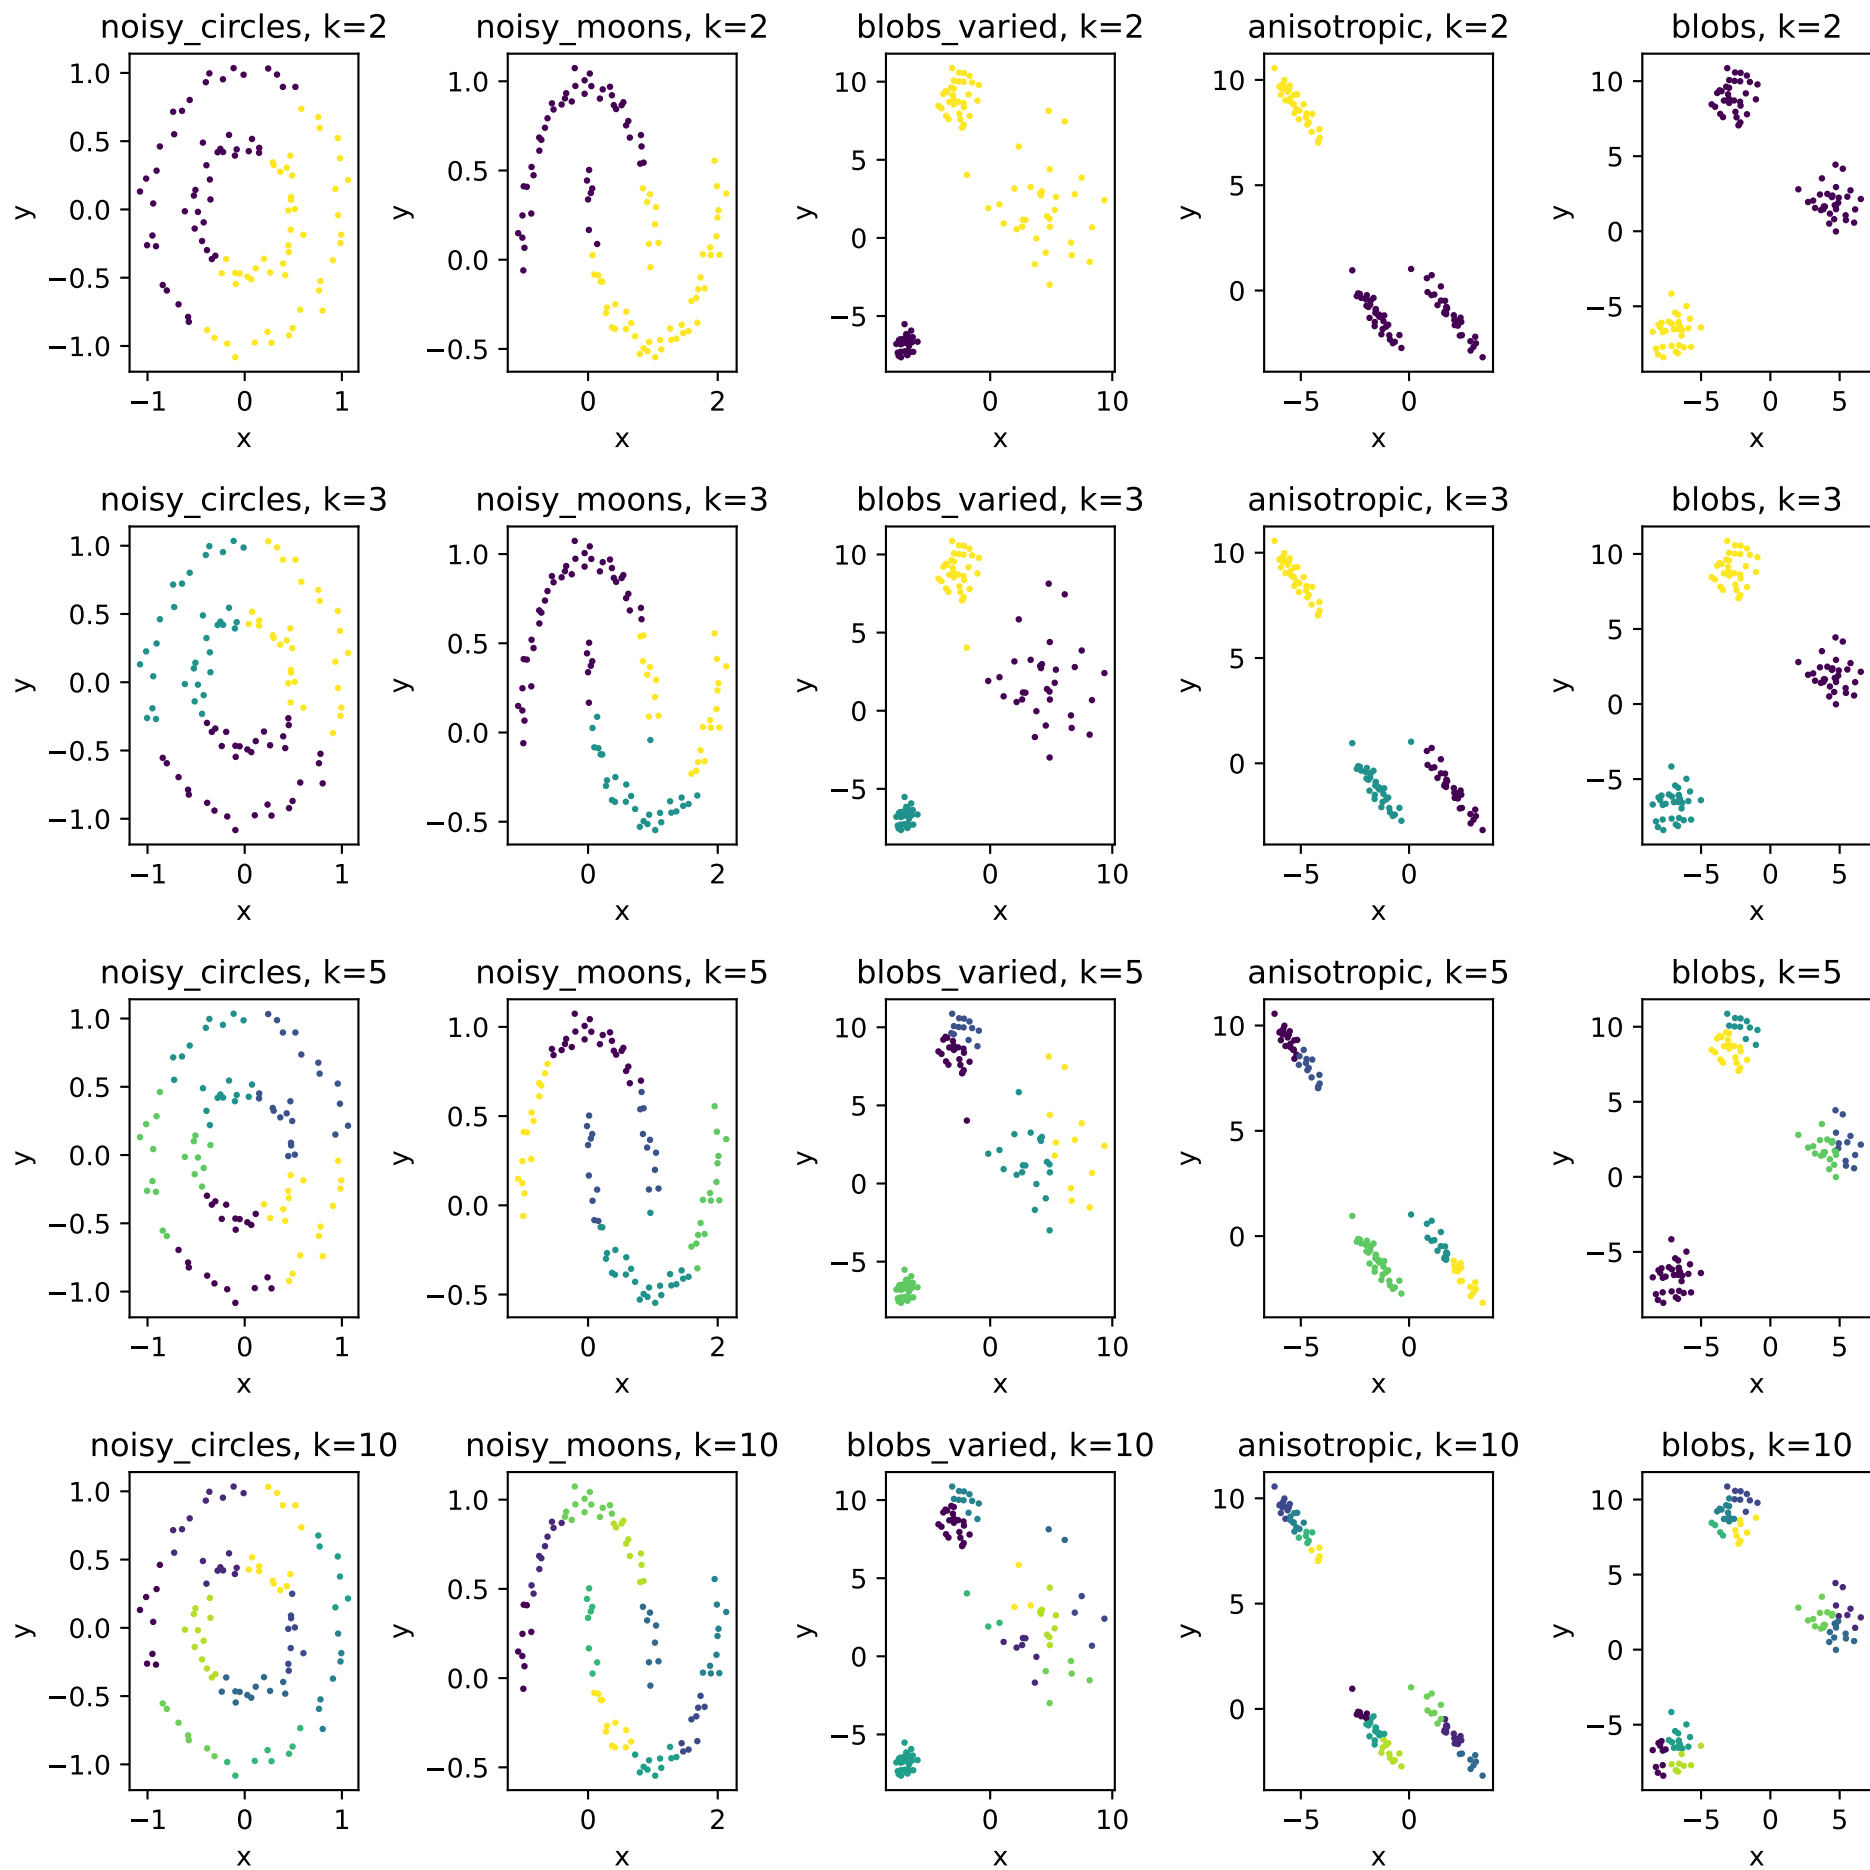 noisy_circles, k=2 noisy_moons, k=2 blobs_varied, k=2 anisotropic, k=2 blobs, k=2
1.0 0.5 0.0 −0.5 −1.0 y −1 0 1 x
1.0 0.5 0.0 −0.5 y 0 2 x
10 5 0 −5 y 0 10 x
10 5 0 y −5 0 x
10 5 0 −5 y −5 0 5 x
noisy_circles, k=3 noisy_moons, k=3 blobs_varied, k=3 anisotropic, k=3 blobs, k=3
1.0 0.5 0.0 −0.5 −1.0 y −1 0 1 x
1.0 0.5 0.0 −0.5 y 0 2 x
10 5 0 −5 y 0 10 x
10 5 0 y −5 0 x
10 5 0 −5 y −5 0 5 x
noisy_circles, k=5 noisy_moons, k=5 blobs_varied, k=5 anisotropic, k=5 blobs, k=5
1.0 0.5 0.0 −0.5 −1.0 y −1 0 1 x
1.0 0.5 0.0 −0.5 y 0 2 x
10 5 0 −5 y 0 10 x
10 5 0 y −5 0 x
10 5 0 −5 y −5 0 5 x
noisy_circles, k=10 noisy_moons, k=10 blobs_varied, k=10 anisotropic, k=10 blobs, k=10
1.0 0.5 0.0 −0.5 −1.0 y −1 0 1 x
1.0 0.5 0.0 −0.5 y 0 2 x
10 5 0 −5 y 0 10 x
10 5 0 y −5 0 x
10 5 0 −5 y −5 0 5 x